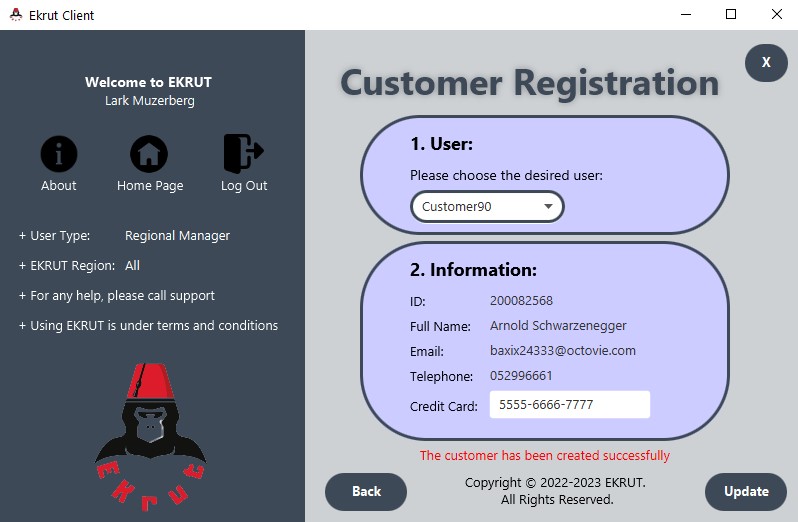 Ekrut Client
Welcome to EKRUT
Lark Muzerberg
About
Home Page
Log Out
+ User Type: Regional Manager
+ EKRUT Region: All
+ For any help, please call support
+ Using EKRUT is under terms and conditions
EKrUT
X
Customer Registration
1. User:
Please choose the desired user:
Customer90
2. Information:
ID: 200082568
Full Name: Arnold Schwarzenegger
Email: baxix24333@octovie.com
Telephone: 052996661
Credit Card: 5555-6666-7777
The customer has been created successfully
Back
Copyright © 2022-2023 EKRUT.
All Rights Reserved.
Update